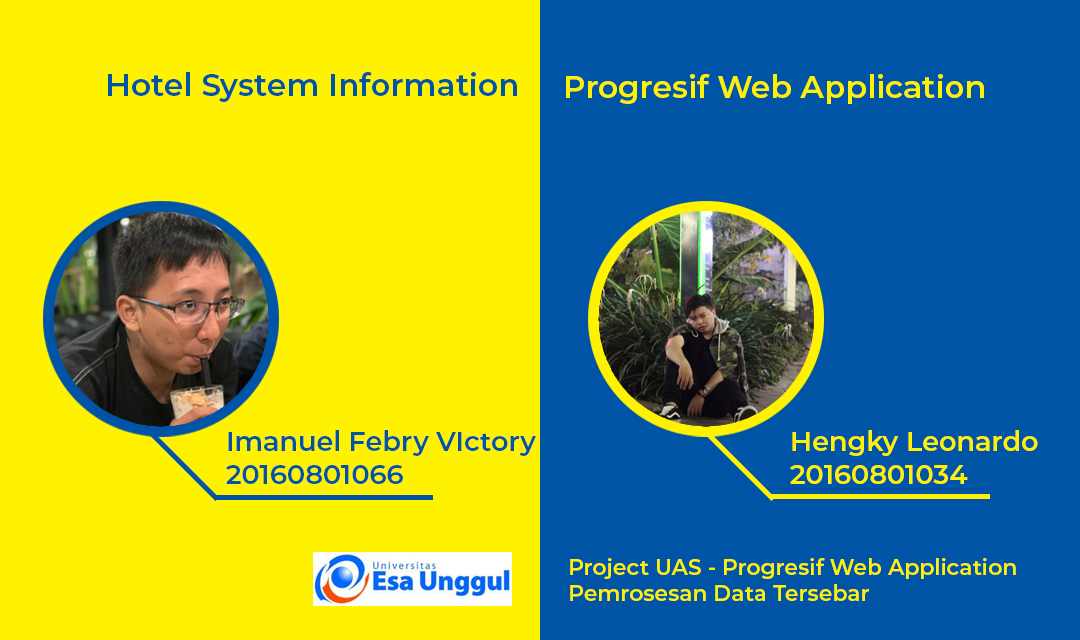 Hotel System Information
Progresif Web Application
Imanuel Febry VIctory
20160801066
Hengky Leonardo
20160801034
Universitas
Esa Unggul
Project UAS - Progresif Web Application
Pemrosesan Data Tersebar